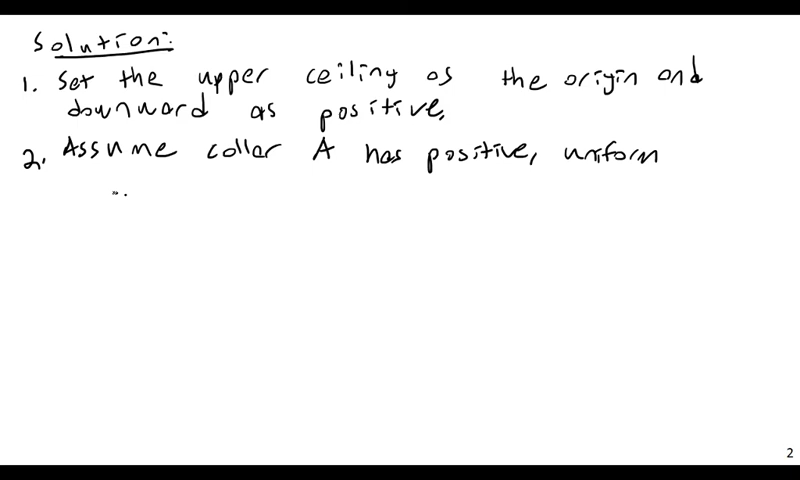 Solution:
1. Set the upper ceiling as the origin and
downward as positive.
2. Assume collar A has positive, uniform
2